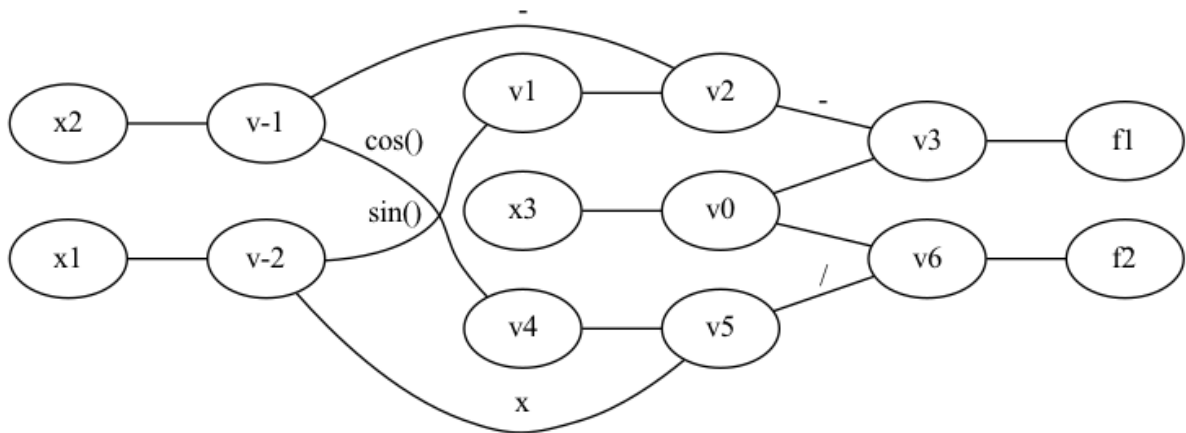 -
v1
v2
-
x2
v-1
cos()
v3
f1
sin()
x3
v0
x1
v-2
v6
f2
/
v4
v5
x